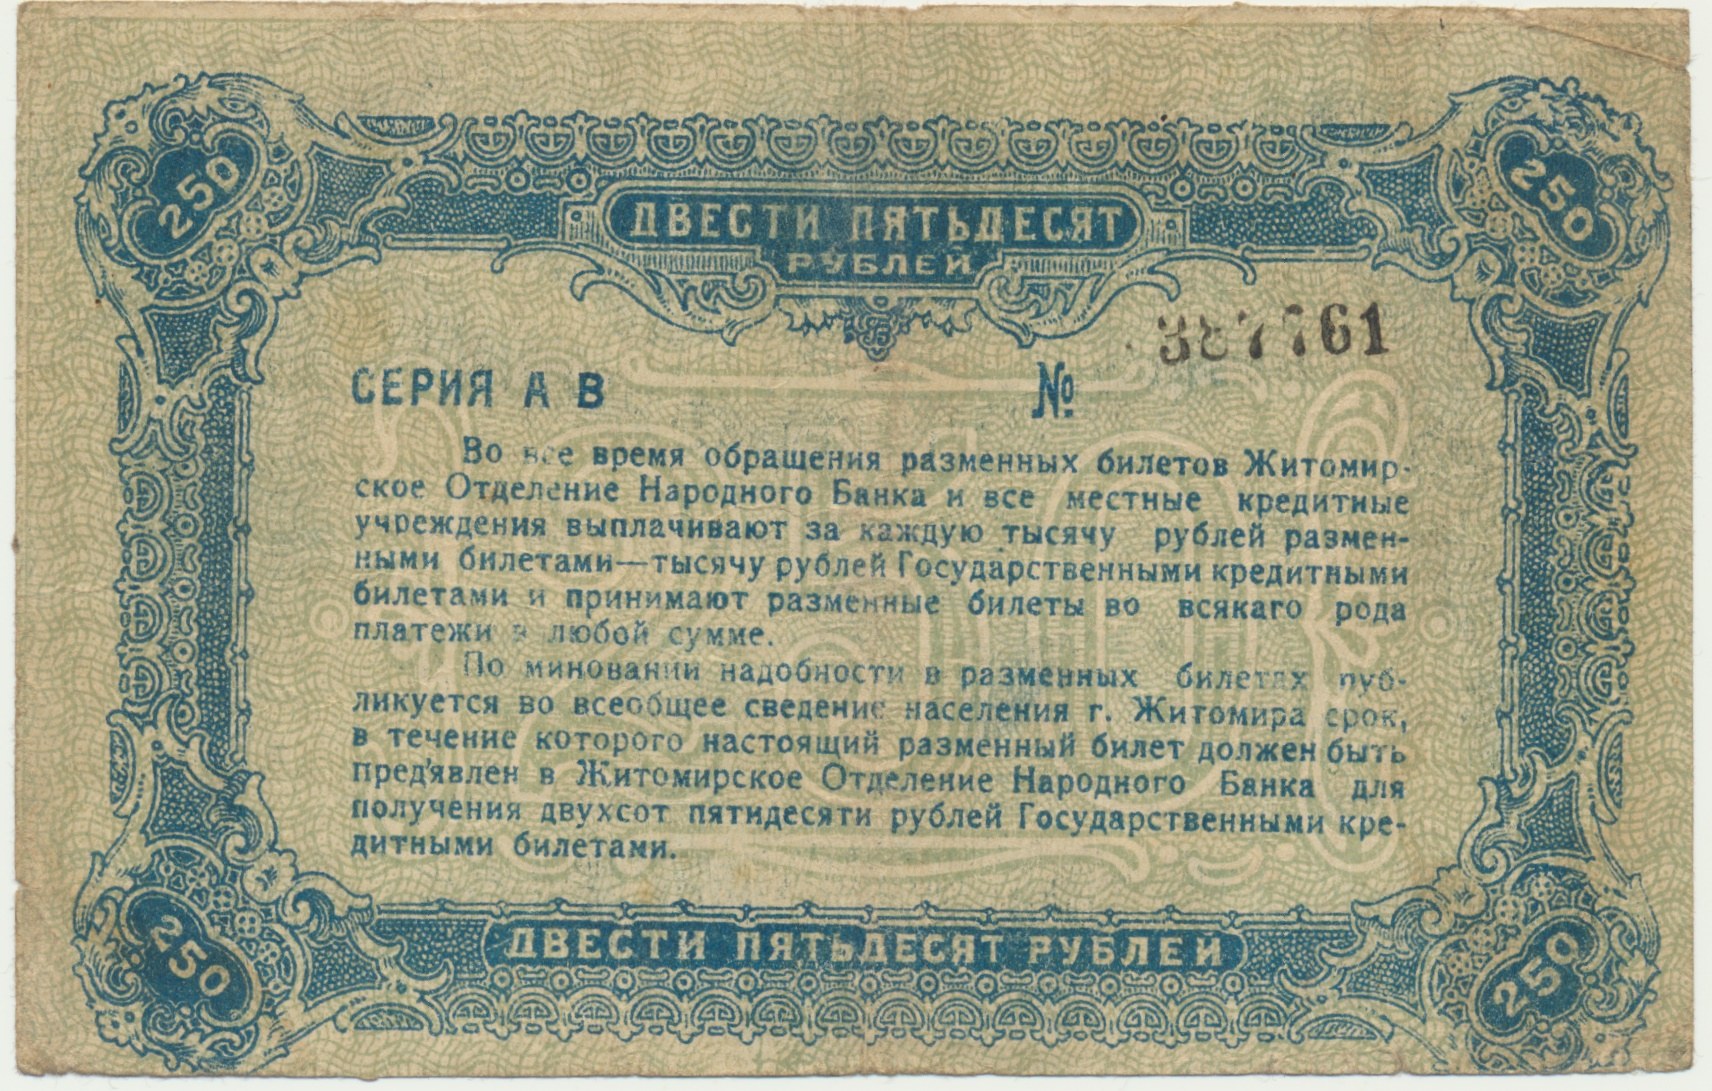 250
250
ДВЕСТИ ПЯТЬДЕСЯТ
РУБЛЕЙ
387761
СЕРИЯ А В №
Во все время обращения разменных билетов Житомир-
ское Отделение Народного Банка и все местные кредитные
учреждения выплачивают за каждую тысячу рублей размен-
ными билетами—тысячу рублей Государственными кредитными
билетами и принимают разменные билеты во всякаго рода
платежи в любой сумме.
По миновании надобности в разменных билетах пуб-
ликуется во всеобщее сведение населения г. Житомира срок,
в течение которого настоящий разменный билет должен быть
пред'явлен в Житомирское Отделение Народного Банка для
получения двухсот пятидесяти рублей Государственными кре-
дитными билетами.
250
ДВЕСТИ ПЯТЬДЕСЯТ РУБЛЕЙ
250
250